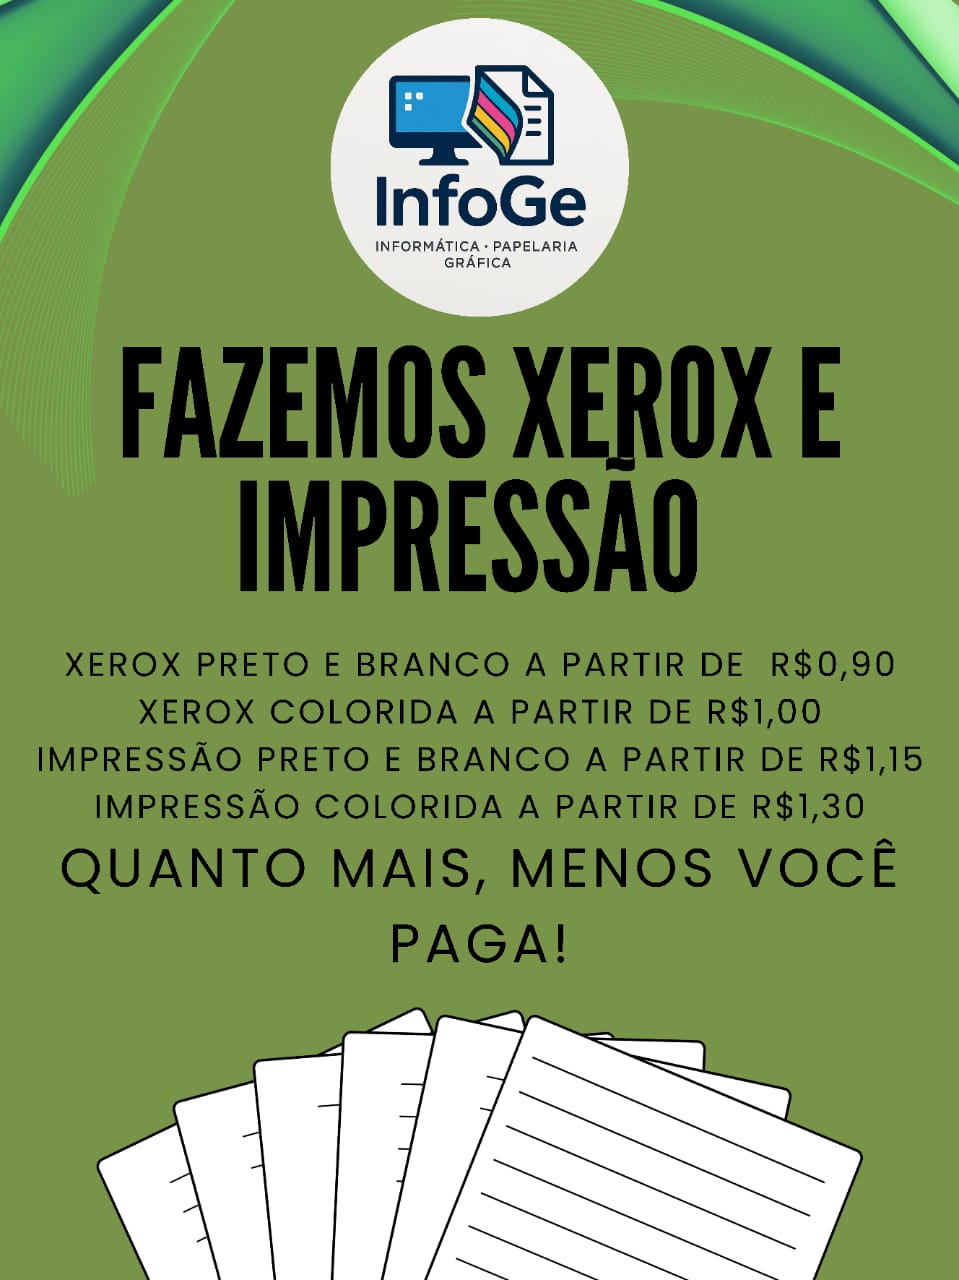 InfoGe
INFORMÁTICA · PAPELARIA
GRÁFICA
FAZEMOS XEROX E
IMPRESSÃO
XEROX PRETO E BRANCO A PARTIR DE R$0,90
XEROX COLORIDA A PARTIR DE R$1,00
IMPRESSÃO PRETO E BRANCO A PARTIR DE R$1,15
IMPRESSÃO COLORIDA A PARTIR DE R$1,30
QUANTO MAIS, MENOS VOCÊ
PAGA!